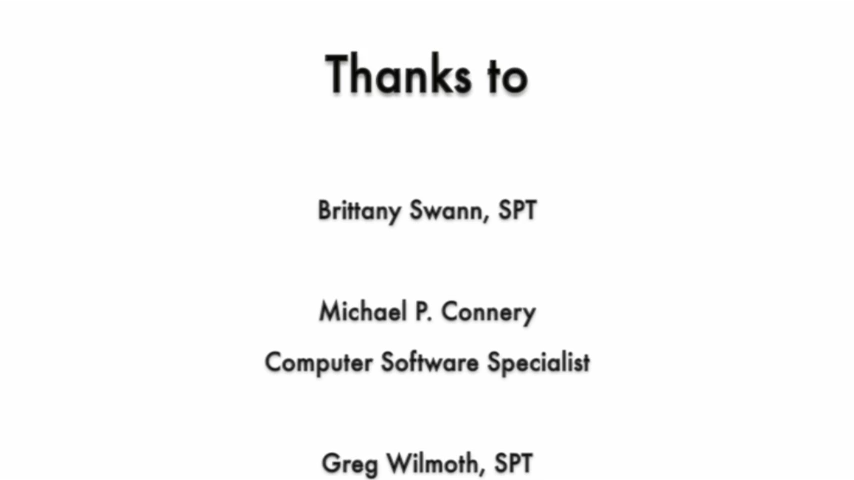 Thanks to
Brittany Swann, SPT
Michael P. Connery
Computer Software Specialist
Greg Wilmoth, SPT